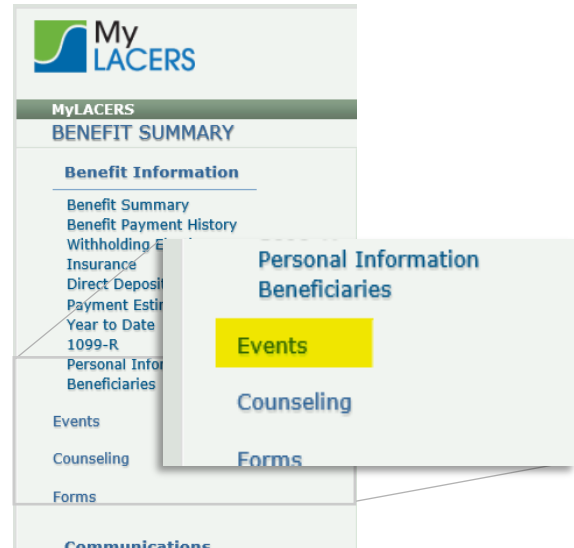 My
LACERS
MyLACERS
BENEFIT SUMMARY
Benefit Information
Benefit Summary
Benefit Payment History
Withholding
Insurance
Direct Deposit
Payment
Year to Date
1099-R
Personal
Beneficiaries
Events
Counseling
Forms
Communications
Personal Information
Beneficiaries
Events
Counseling
Forms